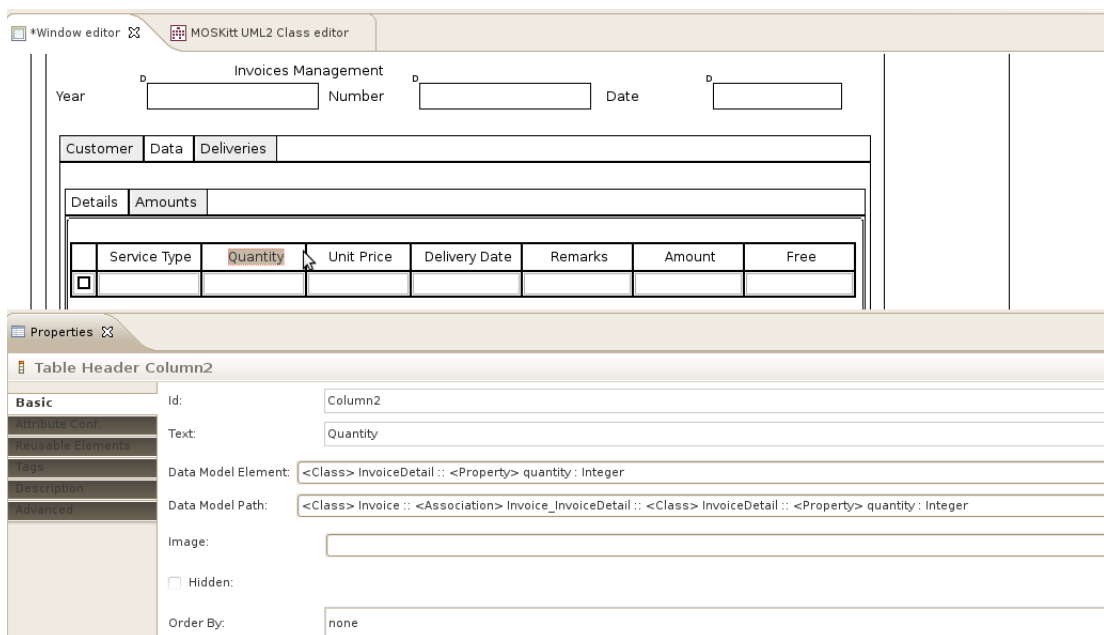 *Window editor MOSKitt UML2 Class editor
Invoices Management
D D D
Year Number Date
Customer Data Deliveries
Details Amounts
Service Type Quantity Unit Price Delivery Date Remarks Amount Free
Properties
Table Header Column2
Basic
Id: Column2
Attribute Conf.
Text: Quantity
Reusable Elements
Tags
Data Model Element: <Class> InvoiceDetail :: <Property> quantity : Integer
Description
Data Model Path: <Class> Invoice :: <Association> Invoice_InvoiceDetail :: <Class> InvoiceDetail :: <Property> quantity : Integer
Advanced
Image:
Hidden:
Order By: none